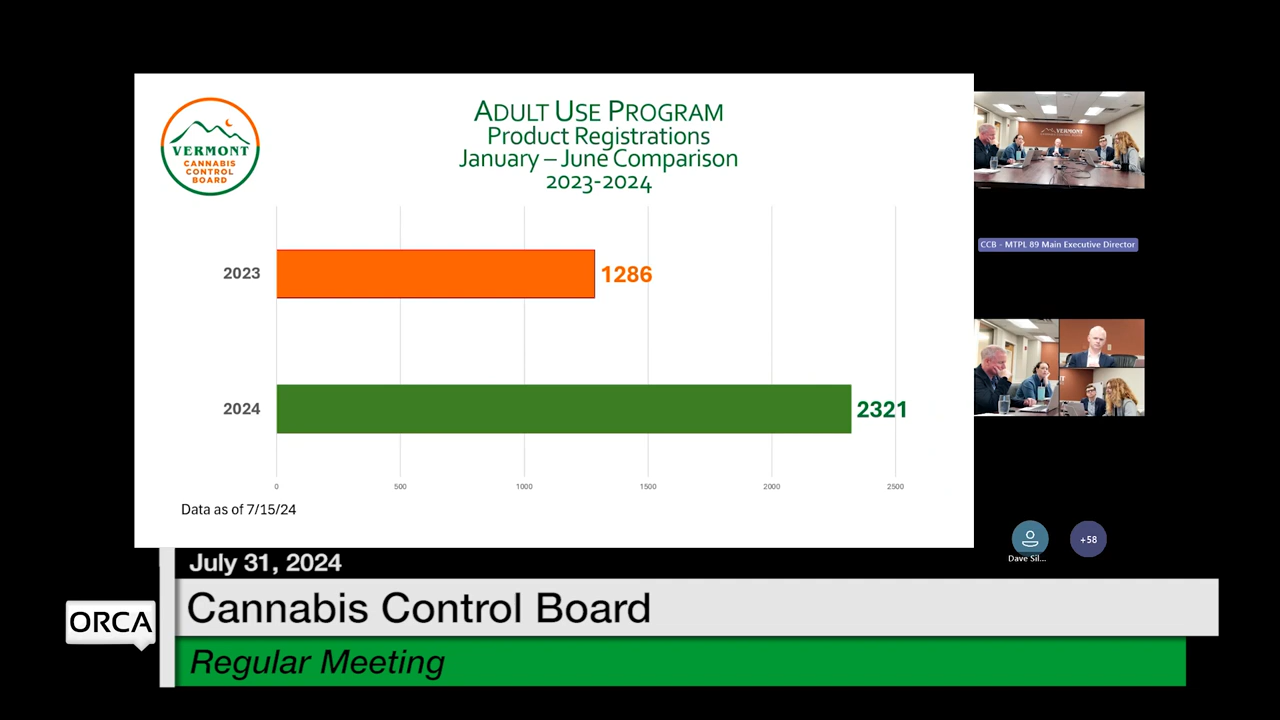 ADULT USE PROGRAM
Product Registrations
January – June Comparison
2023-2024
VERMONT
CANNABIS
CONTROL
BOARD
2023
1286
2024
2321
0 500 1000 1500 2000 2500
Data as of 7/15/24
VERMONT
CCB - MTPL 89 Main Executive Director
Dave Sil...
+58
July 31, 2024
Cannabis Control Board
ORCA
Regular Meeting